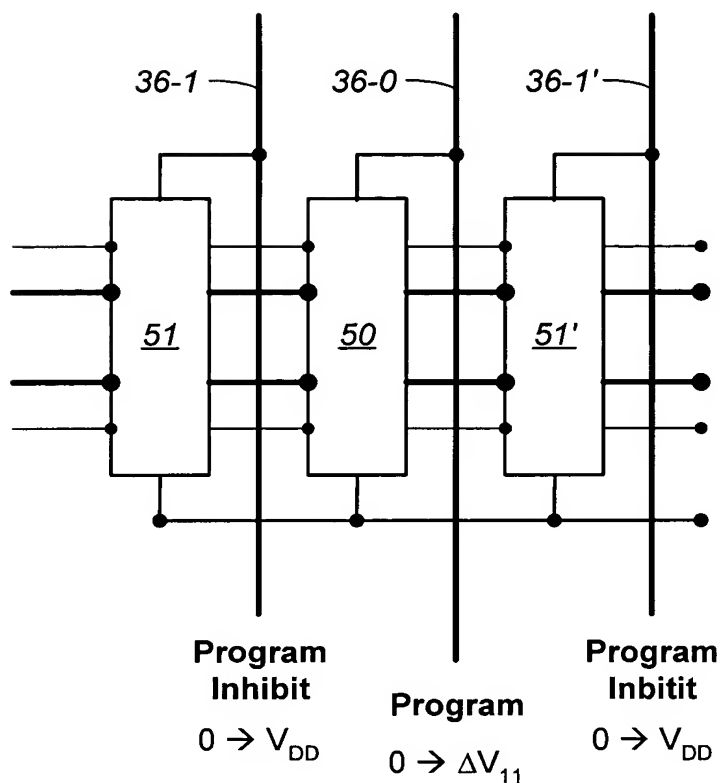 36-1 36-0 36-1'
51 50 51'
Program
Inhibit
0 → V_DD
Program
0 → ΔV_11
Program
Inbitit
0 → V_DD